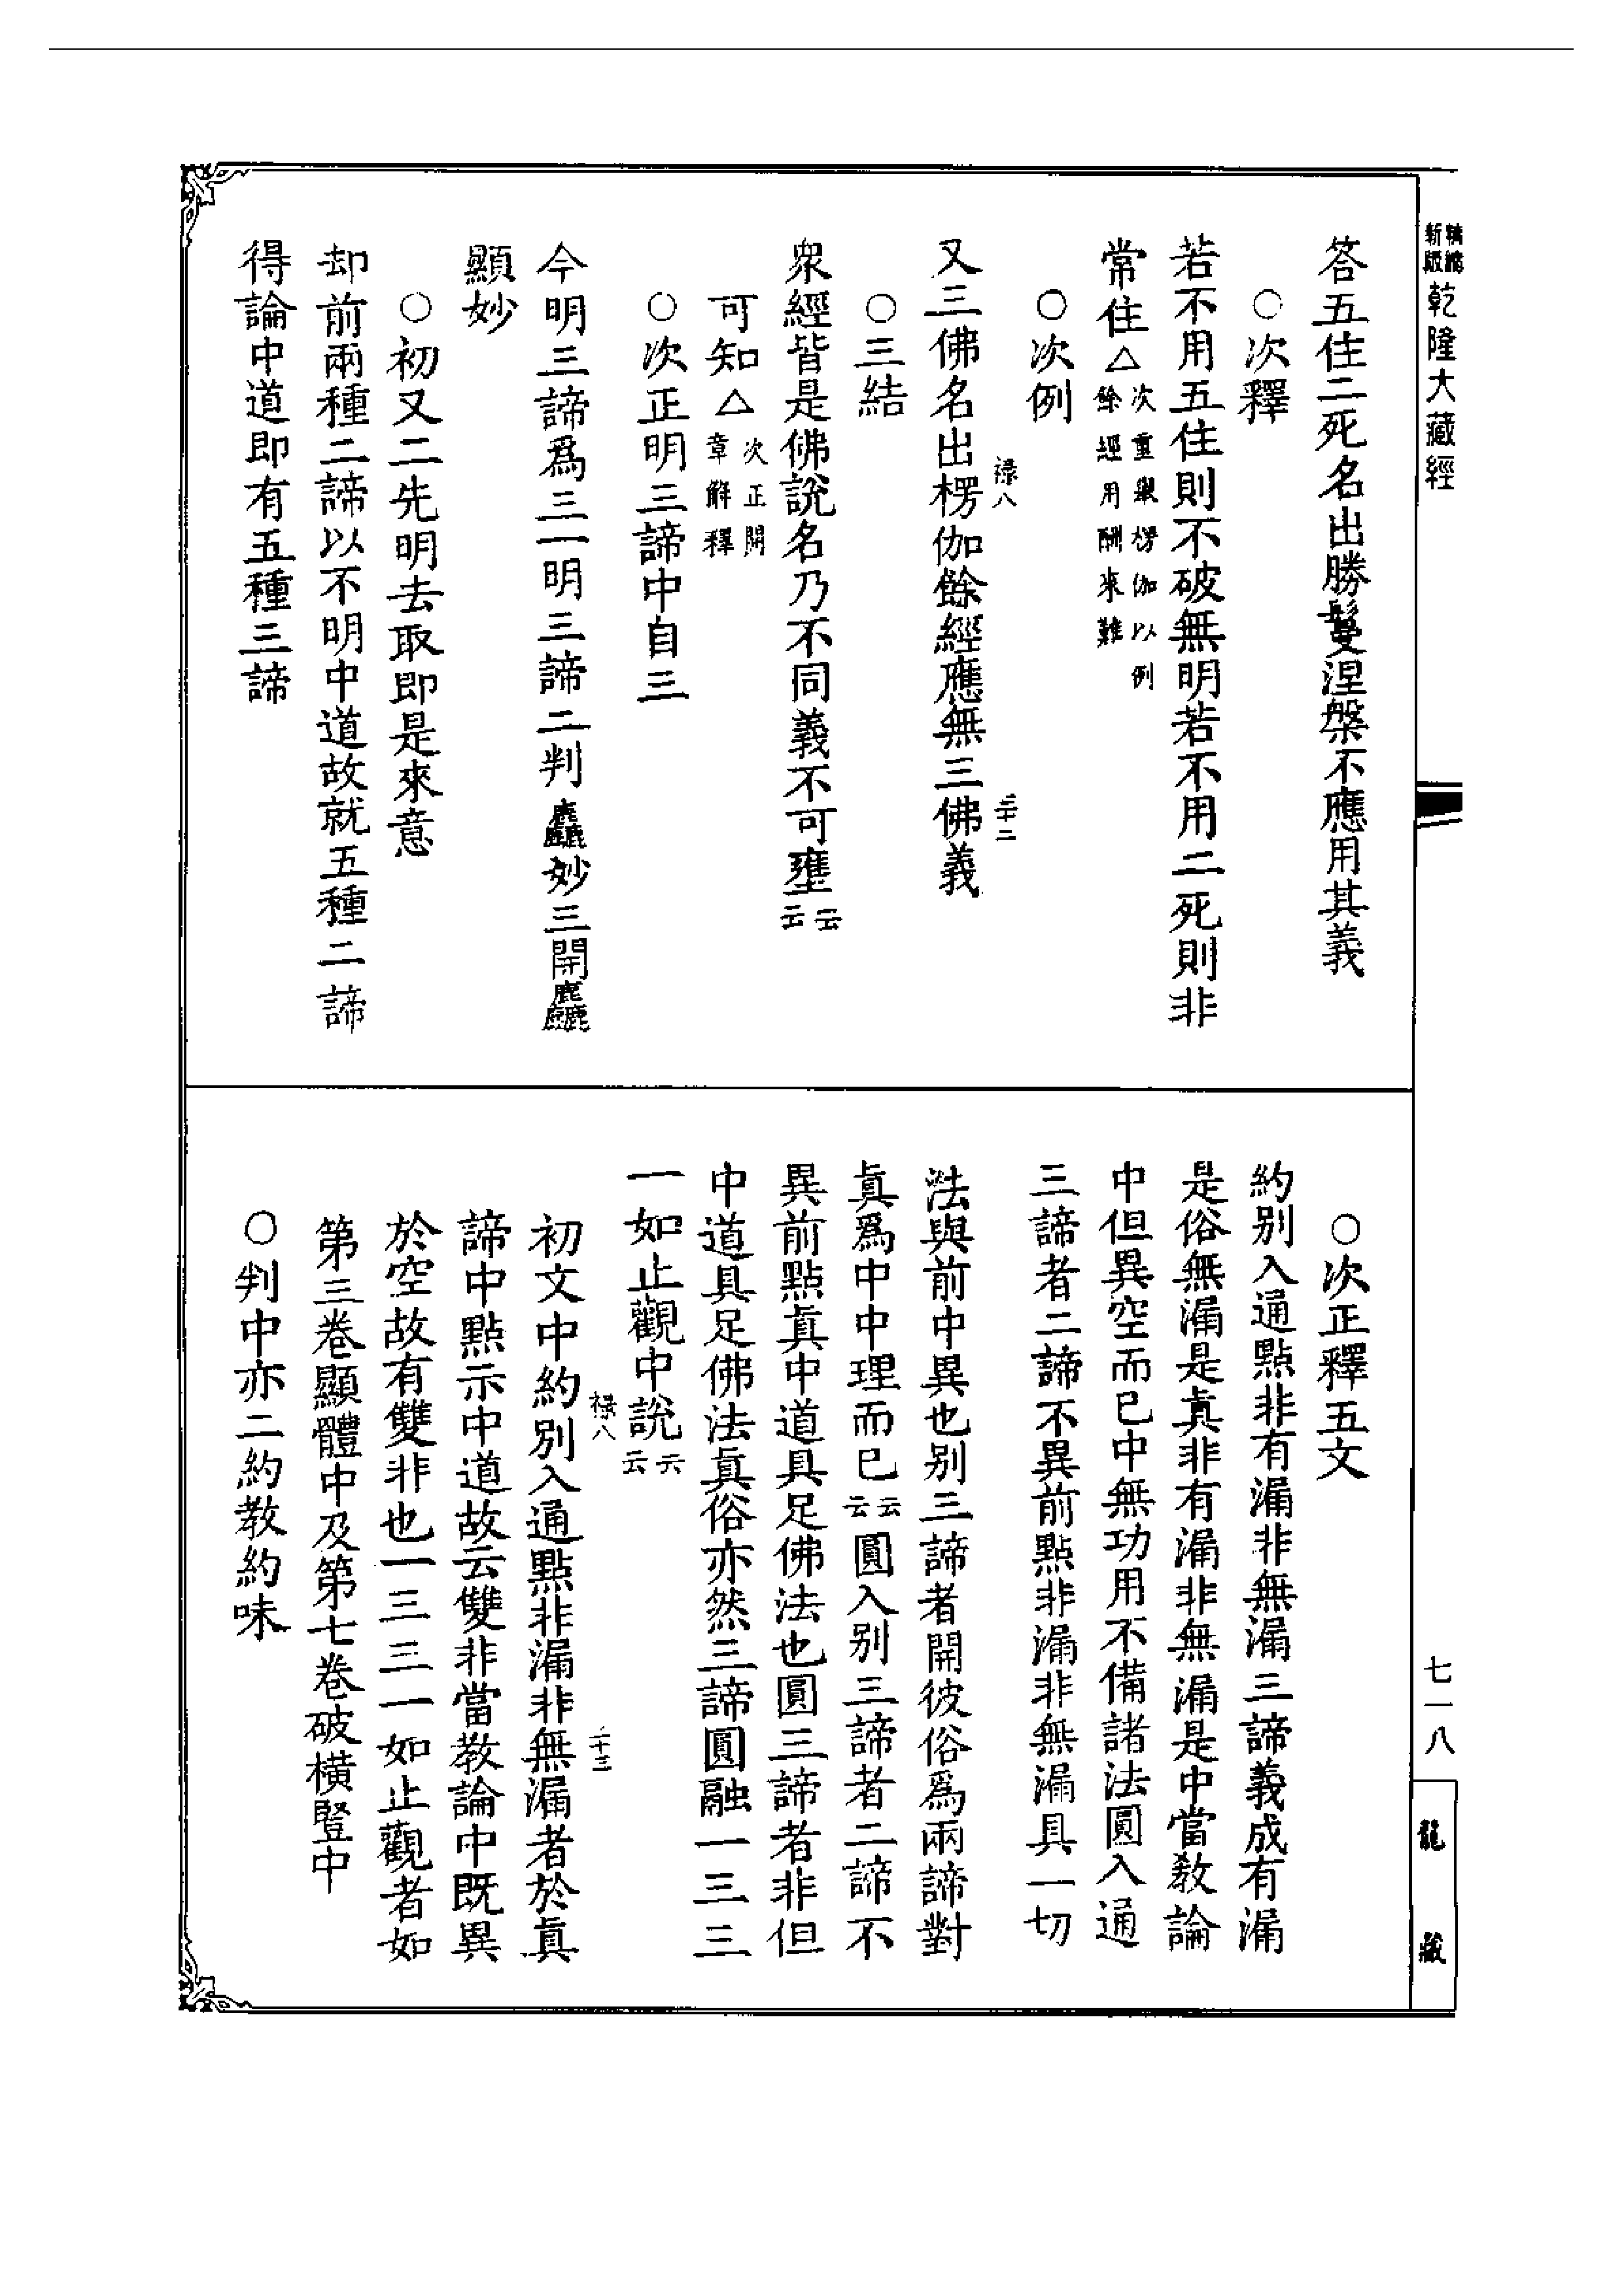 精縮新版乾隆大藏經
七一八
龍藏
答五住二死名出勝鬘涅槃不應用其義
○次釋
若不用五住則不破無明若不用二死則非
常住△次重舉楞伽以例餘經用酬來難
○次例
祿八
又三佛名出楞伽餘經應無三佛義
○三結
衆經皆是佛說名乃不同義不可壅云云
可知△次正開章解釋
○次正明三諦中自三
今明三諦爲三一明三諦二判麤妙三開麤
顯妙
○初又二先明去取即是來意
却前兩種二諦以不明中道故就五種二諦
得論中道即有五種三諦
○次正釋五文
約别入通點非有漏非無漏三諦義成有漏
是俗無漏是真非有漏非無漏是中當教論
中但異空而已中無功用不備諸法圓入通
三諦者二諦不異前點非漏非無漏具一切
法與前中異也别三諦者開彼俗爲兩諦對
真爲中中理而已云云圓入别三諦者二諦不
異前點真中道具足佛法也圓三諦者非但
中道具足佛法真俗亦然三諦圓融一三三
一如止觀中說云云
祿八
二十三
初文中約別入通點非漏非無漏者於真
諦中點示中道故云雙非當教論中既異
於空故有雙非也一三三一如止觀者如
第三卷顯體中及第七卷破橫豎中
○判中亦二約教約味